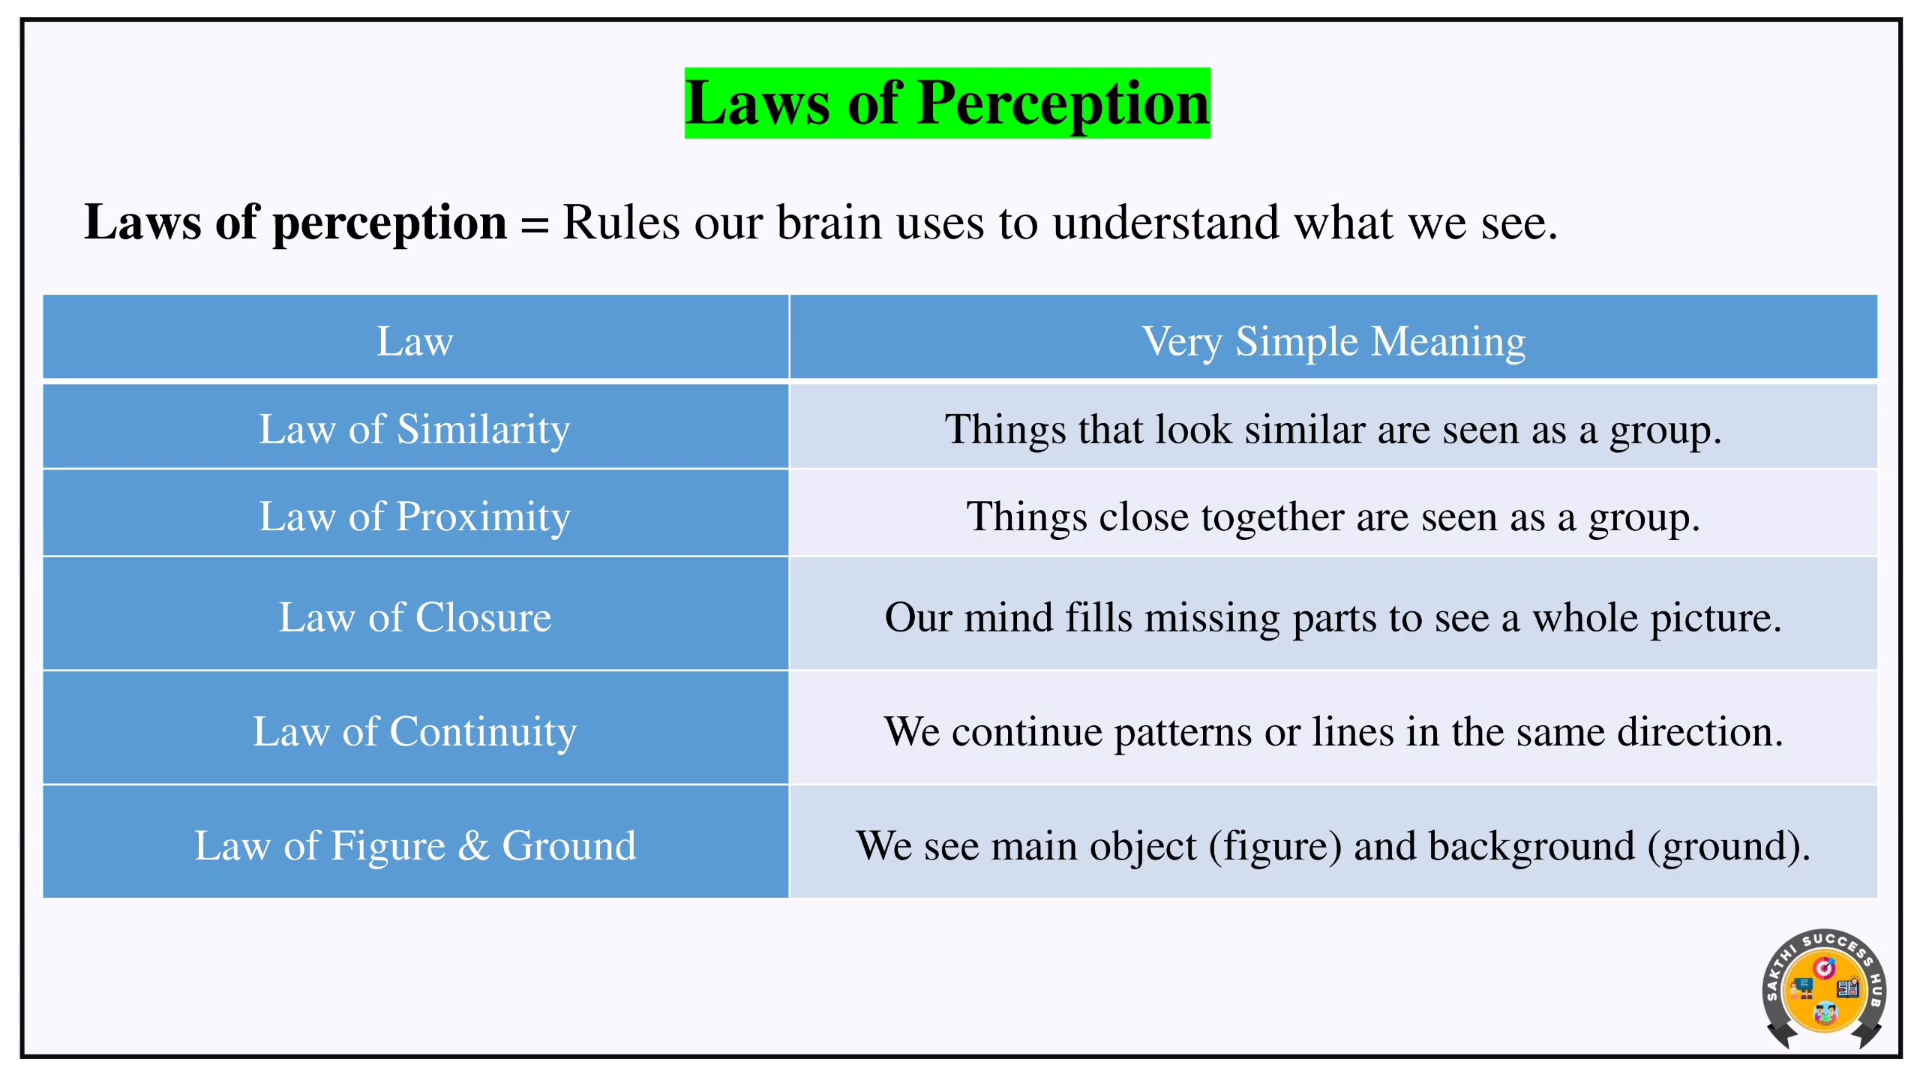 Laws of Perception
Laws of perception = Rules our brain uses to understand what we see.
Law
Very Simple Meaning
Law of Similarity
Things that look similar are seen as a group.
Law of Proximity
Things close together are seen as a group.
Law of Closure
Our mind fills missing parts to see a whole picture.
Law of Continuity
We continue patterns or lines in the same direction.
Law of Figure & Ground
We see main object (figure) and background (ground).
SAKTHI SUCCESS HUB